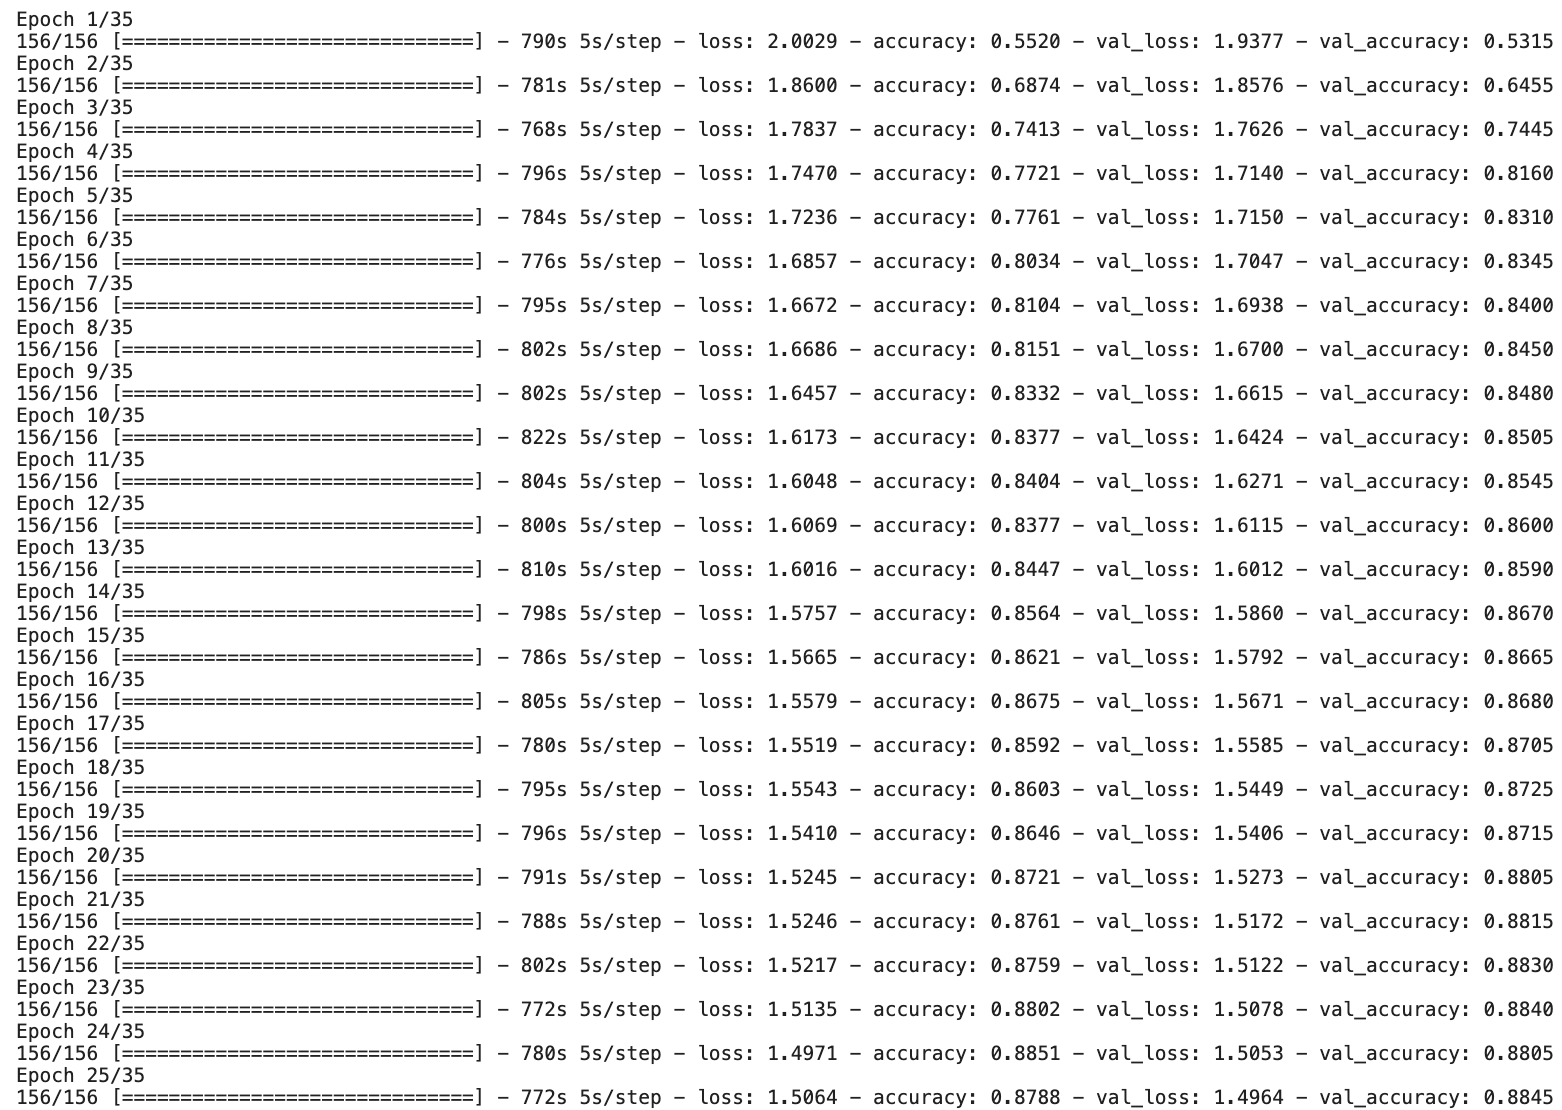 Epoch 1/35
156/156 [==============================] - 790s 5s/step - loss: 2.0029 - accuracy: 0.5520 - val_loss: 1.9377 - val_accuracy: 0.5315
Epoch 2/35
156/156 [==============================] - 781s 5s/step - loss: 1.8600 - accuracy: 0.6874 - val_loss: 1.8576 - val_accuracy: 0.6455
Epoch 3/35
156/156 [==============================] - 768s 5s/step - loss: 1.7837 - accuracy: 0.7413 - val_loss: 1.7626 - val_accuracy: 0.7445
Epoch 4/35
156/156 [==============================] - 796s 5s/step - loss: 1.7470 - accuracy: 0.7721 - val_loss: 1.7140 - val_accuracy: 0.8160
Epoch 5/35
156/156 [==============================] - 784s 5s/step - loss: 1.7236 - accuracy: 0.7761 - val_loss: 1.7150 - val_accuracy: 0.8310
Epoch 6/35
156/156 [==============================] - 776s 5s/step - loss: 1.6857 - accuracy: 0.8034 - val_loss: 1.7047 - val_accuracy: 0.8345
Epoch 7/35
156/156 [==============================] - 795s 5s/step - loss: 1.6672 - accuracy: 0.8104 - val_loss: 1.6938 - val_accuracy: 0.8400
Epoch 8/35
156/156 [==============================] - 802s 5s/step - loss: 1.6686 - accuracy: 0.8151 - val_loss: 1.6700 - val_accuracy: 0.8450
Epoch 9/35
156/156 [==============================] - 802s 5s/step - loss: 1.6457 - accuracy: 0.8332 - val_loss: 1.6615 - val_accuracy: 0.8480
Epoch 10/35
156/156 [==============================] - 822s 5s/step - loss: 1.6173 - accuracy: 0.8377 - val_loss: 1.6424 - val_accuracy: 0.8505
Epoch 11/35
156/156 [==============================] - 804s 5s/step - loss: 1.6048 - accuracy: 0.8404 - val_loss: 1.6271 - val_accuracy: 0.8545
Epoch 12/35
156/156 [==============================] - 800s 5s/step - loss: 1.6069 - accuracy: 0.8377 - val_loss: 1.6115 - val_accuracy: 0.8600
Epoch 13/35
156/156 [==============================] - 810s 5s/step - loss: 1.6016 - accuracy: 0.8447 - val_loss: 1.6012 - val_accuracy: 0.8590
Epoch 14/35
156/156 [==============================] - 798s 5s/step - loss: 1.5757 - accuracy: 0.8564 - val_loss: 1.5860 - val_accuracy: 0.8670
Epoch 15/35
156/156 [==============================] - 786s 5s/step - loss: 1.5665 - accuracy: 0.8621 - val_loss: 1.5792 - val_accuracy: 0.8665
Epoch 16/35
156/156 [==============================] - 805s 5s/step - loss: 1.5579 - accuracy: 0.8675 - val_loss: 1.5671 - val_accuracy: 0.8680
Epoch 17/35
156/156 [==============================] - 780s 5s/step - loss: 1.5519 - accuracy: 0.8592 - val_loss: 1.5585 - val_accuracy: 0.8705
Epoch 18/35
156/156 [==============================] - 795s 5s/step - loss: 1.5543 - accuracy: 0.8603 - val_loss: 1.5449 - val_accuracy: 0.8725
Epoch 19/35
156/156 [==============================] - 796s 5s/step - loss: 1.5410 - accuracy: 0.8646 - val_loss: 1.5406 - val_accuracy: 0.8715
Epoch 20/35
156/156 [==============================] - 791s 5s/step - loss: 1.5245 - accuracy: 0.8721 - val_loss: 1.5273 - val_accuracy: 0.8805
Epoch 21/35
156/156 [==============================] - 788s 5s/step - loss: 1.5246 - accuracy: 0.8761 - val_loss: 1.5172 - val_accuracy: 0.8815
Epoch 22/35
156/156 [==============================] - 802s 5s/step - loss: 1.5217 - accuracy: 0.8759 - val_loss: 1.5122 - val_accuracy: 0.8830
Epoch 23/35
156/156 [==============================] - 772s 5s/step - loss: 1.5135 - accuracy: 0.8802 - val_loss: 1.5078 - val_accuracy: 0.8840
Epoch 24/35
156/156 [==============================] - 780s 5s/step - loss: 1.4971 - accuracy: 0.8851 - val_loss: 1.5053 - val_accuracy: 0.8805
Epoch 25/35
156/156 [==============================] - 772s 5s/step - loss: 1.5064 - accuracy: 0.8788 - val_loss: 1.4964 - val_accuracy: 0.8845